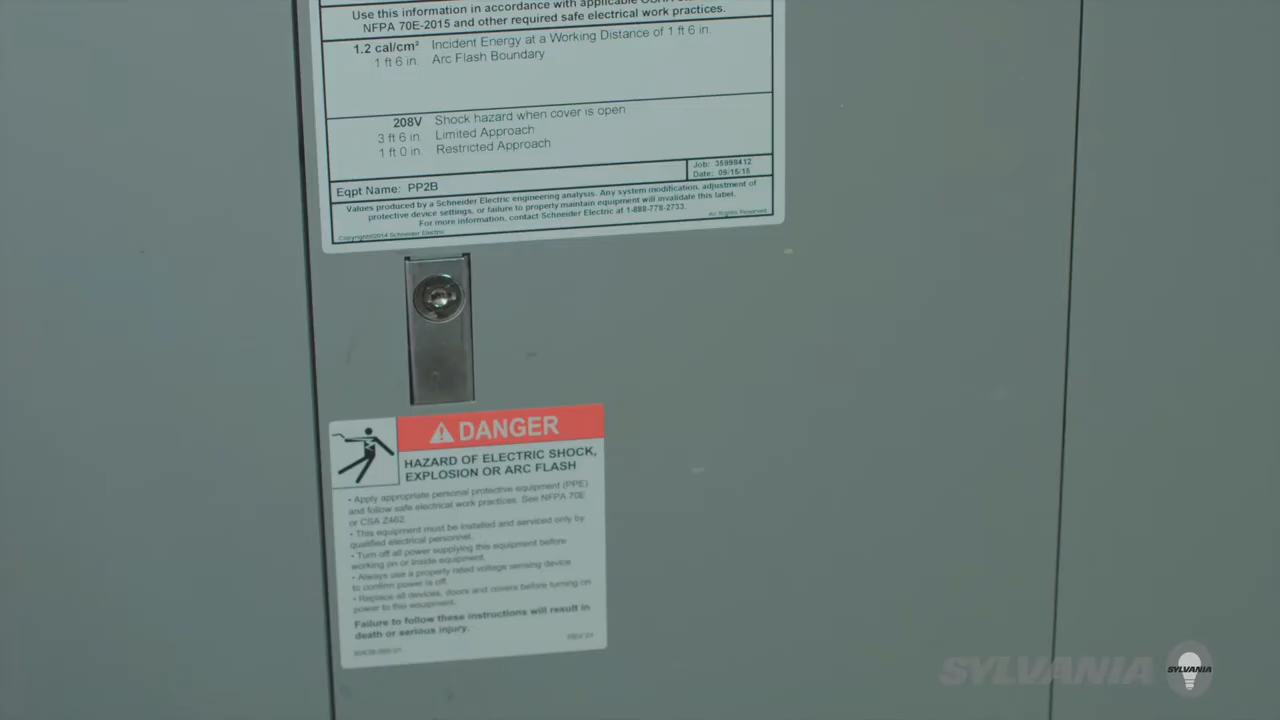 Use this information in accordance with applicable OSHA
NFPA 70E-2015 and other required safe electrical work practices.
1.2 cal/cm² Incident Energy at a Working Distance of 1 ft 6 in.
1 ft 6 in. Arc Flash Boundary
208V Shock hazard when cover is open
3 ft 6 in. Limited Approach
1 ft 0 in. Restricted Approach
Eqpt Name: PP2B
Job: 35998412
Date: 09/15/15
Values produced by a Schneider Electric engineering analysis. Any system modification, adjustment of
protective device settings, or failure to properly maintain equipment will invalidate this label.
For more information, contact Schneider Electric at 1-888-778-2733.
Copyright©2014 Schneider Electric
All Rights Reserved
DANGER
HAZARD OF ELECTRIC SHOCK,
EXPLOSION OR ARC FLASH
• Apply appropriate personal protective equipment (PPE)
and follow safe electrical work practices. See NFPA 70E
or CSA Z462.
• This equipment must be installed and serviced only by
qualified electrical personnel.
• Turn off all power supplying this equipment before
working on or inside equipment.
• Always use a properly rated voltage sensing device
to confirm power is off.
• Replace all devices, doors and covers before turning on
power to this equipment.
Failure to follow these instructions will result in
death or serious injury.
SYLVANIA
SYLVANIA